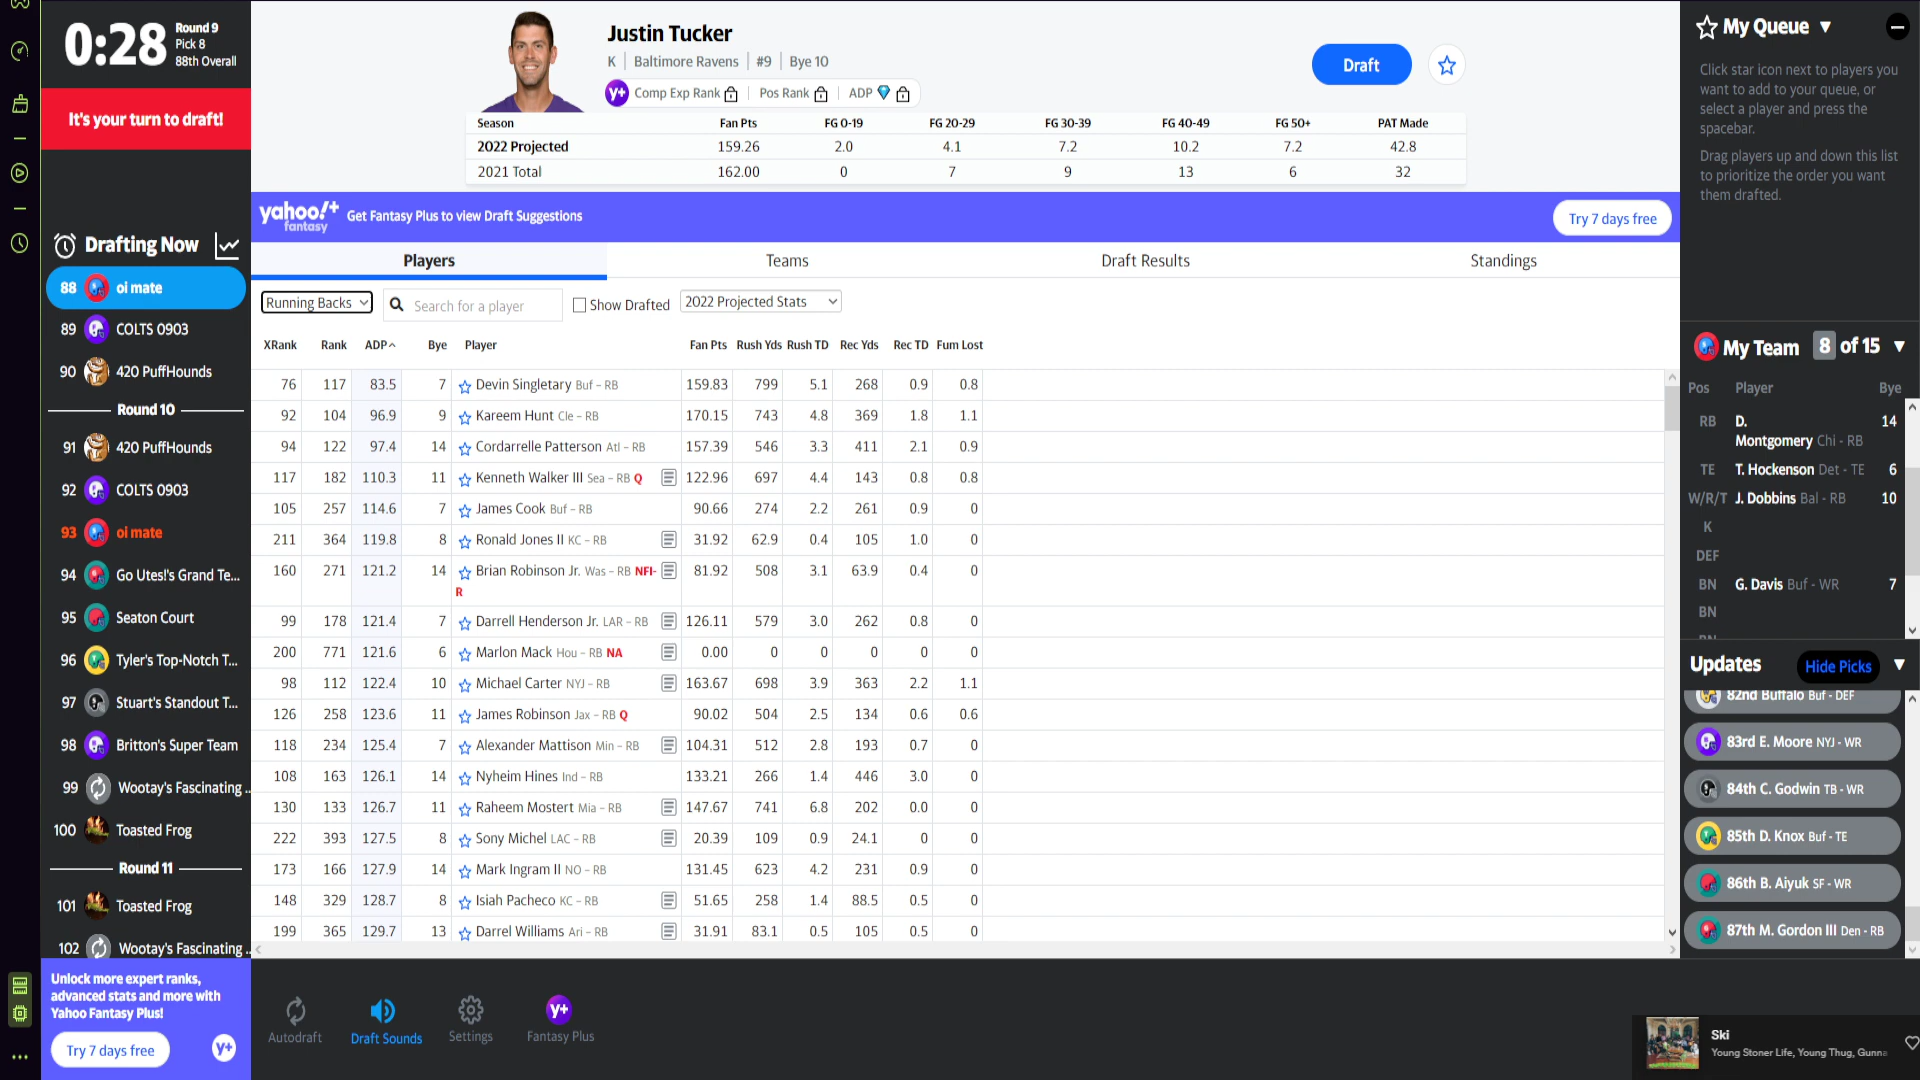 0:28
Round 9
Pick 8
88th Overall
It's your turn to draft!
Drafting Now
88 oi mate
89 COLTS 0903
90 420 PuffHounds
Round 10
91 420 PuffHounds
92 COLTS 0903
93 oi mate
94 Go Utes!'s Grand Te...
95 Seaton Court
96 Tyler's Top-Notch T...
97 Stuart's Standout T...
98 Britton's Super Team
99 Wootay's Fascinating ..
100 Toasted Frog
Round 11
101 Toasted Frog
102 Wootay's Fascinating ..
Unlock more expert ranks,
advanced stats and more with
Yahoo Fantasy Plus!
Try 7 days free
y+
Justin Tucker
K Baltimore Ravens #9 Bye 10
y+ Comp Exp Rank Pos Rank ADP
Draft
Season Fan Pts FG 0-19 FG 20-29 FG 30-39 FG 40-49 FG 50+ PAT Made
2022 Projected 159.26 2.0 4.1 7.2 10.2 7.2 42.8
2021 Total 162.00 0 7 9 13 6 32
yahoo!+
fantasy
Get Fantasy Plus to view Draft Suggestions
Try 7 days free
Players Teams Draft Results Standings
Running Backs Search for a player Show Drafted 2022 Projected Stats
XRank Rank ADP Bye Player Fan Pts Rush Yds Rush TD Rec Yds Rec TD Fum Lost
76 117 83.5 7 Devin Singletary Buf - RB 159.83 799 5.1 268 0.9 0.8
92 104 96.9 9 Kareem Hunt Cle - RB 170.15 743 4.8 369 1.8 1.1
94 122 97.4 14 Cordarrelle Patterson Atl - RB 157.39 546 3.3 411 2.1 0.9
117 182 110.3 11 Kenneth Walker III Sea - RB Q 122.96 697 4.4 143 0.8 0.8
105 257 114.6 7 James Cook Buf - RB 90.66 274 2.2 261 0.9 0
211 364 119.8 8 Ronald Jones II KC - RB 31.92 62.9 0.4 105 1.0 0
160 271 121.2 14 Brian Robinson Jr. Was - RB NFI- 81.92 508 3.1 63.9 0.4 0
R
99 178 121.4 7 Darrell Henderson Jr. LAR - RB 126.11 579 3.0 262 0.8 0
200 771 121.6 6 Marlon Mack Hou - RB NA 0.00 0 0 0 0 0
98 112 122.4 10 Michael Carter NYJ - RB 163.67 698 3.9 363 2.2 1.1
126 258 123.6 11 James Robinson Jax - RB Q 90.02 504 2.5 134 0.6 0.6
118 234 125.4 7 Alexander Mattison Min - RB 104.31 512 2.8 193 0.7 0
108 163 126.1 14 Nyheim Hines Ind - RB 133.21 266 1.4 446 3.0 0
130 133 126.7 11 Raheem Mostert Mia - RB 147.67 741 6.8 202 0.0 0
222 393 127.5 8 Sony Michel LAC - RB 20.39 109 0.9 24.1 0 0
173 166 127.9 14 Mark Ingram II NO - RB 131.45 623 4.2 231 0.9 0
148 329 128.7 8 Isiah Pacheco KC - RB 51.65 258 1.4 88.5 0.5 0
199 365 129.7 13 Darrel Williams Ari - RB 31.91 83.1 0.5 105 0.5 0
Autodraft
Draft Sounds
Settings
y+
Fantasy Plus
My Queue
Click star icon next to players you
want to add to your queue, or
select a player and press the
spacebar.
Drag players up and down this list
to prioritize the order you want
them drafted.
My Team 8 of 15
Pos Player Bye
RB D. 14
Montgomery Chi - RB
TE T. Hockenson Det - TE 6
W/R/T J. Dobbins Bal - RB 10
K
DEF
BN G. Davis Buf - WR 7
BN
BN
Updates Hide Picks
82nd Buffalo Buf - DEF
83rd E. Moore NYJ - WR
84th C. Godwin TB - WR
85th D. Knox Buf - TE
86th B. Aiyuk SF - WR
87th M. Gordon III Den - RB
Ski
Young Stoner Life, Young Thug, Gunna